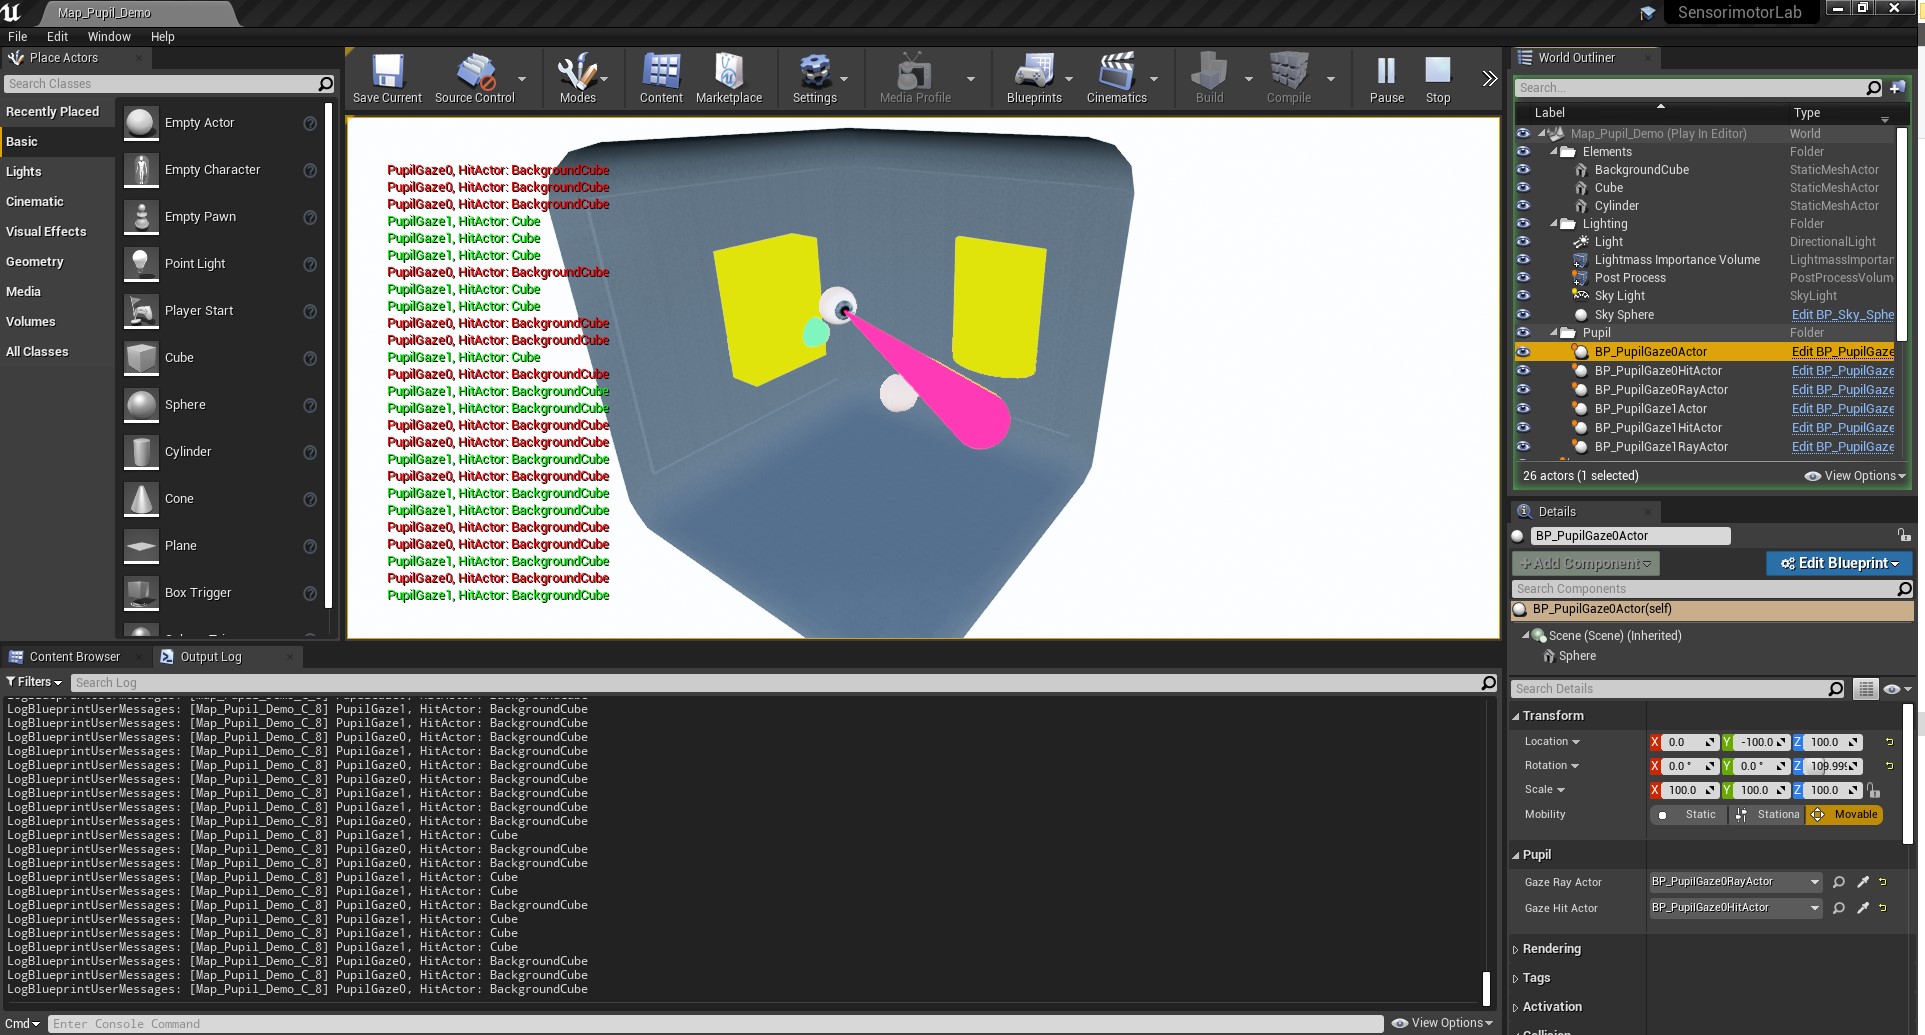 Map_Pupil_Demo
SensorimotorLab
File Edit Window Help
Place Actors
Search Classes
Recently Placed
Basic
Lights
Cinematic
Visual Effects
Geometry
Media
Volumes
All Classes
Empty Actor
Empty Character
Empty Pawn
Point Light
Player Start
Cube
Sphere
Cylinder
Cone
Plane
Box Trigger
Save Current Source Control Modes Content Marketplace Settings Media Profile Blueprints Cinematics Build Compile Pause Stop
PupilGaze0, HitActor: BackgroundCube
PupilGaze0, HitActor: BackgroundCube
PupilGaze0, HitActor: BackgroundCube
PupilGaze1, HitActor: Cube
PupilGaze1, HitActor: Cube
PupilGaze1, HitActor: Cube
PupilGaze0, HitActor: BackgroundCube
PupilGaze1, HitActor: Cube
PupilGaze1, HitActor: Cube
PupilGaze0, HitActor: BackgroundCube
PupilGaze0, HitActor: BackgroundCube
PupilGaze1, HitActor: Cube
PupilGaze0, HitActor: BackgroundCube
PupilGaze1, HitActor: BackgroundCube
PupilGaze1, HitActor: BackgroundCube
PupilGaze0, HitActor: BackgroundCube
PupilGaze0, HitActor: BackgroundCube
PupilGaze1, HitActor: BackgroundCube
PupilGaze0, HitActor: BackgroundCube
PupilGaze1, HitActor: BackgroundCube
PupilGaze1, HitActor: BackgroundCube
PupilGaze0, HitActor: BackgroundCube
PupilGaze0, HitActor: BackgroundCube
PupilGaze1, HitActor: BackgroundCube
PupilGaze0, HitActor: BackgroundCube
PupilGaze1, HitActor: BackgroundCube
World Outliner
Search...
Label Type
Map_Pupil_Demo (Play In Editor) World
Elements Folder
BackgroundCube StaticMeshActor
Cube StaticMeshActor
Cylinder StaticMeshActor
Lighting Folder
Light DirectionalLight
Lightmass Importance Volume LightmassImportan
Post Process PostProcessVolum
Sky Light SkyLight
Sky Sphere Edit BP_Sky_Sphe
Pupil Folder
BP_PupilGaze0Actor Edit BP_PupilGaze
BP_PupilGaze0HitActor Edit BP_PupilGaze
BP_PupilGaze0RayActor Edit BP_PupilGaze
BP_PupilGaze1Actor Edit BP_PupilGaze
BP_PupilGaze1HitActor Edit BP_PupilGaze
BP_PupilGaze1RayActor Edit BP_PupilGaze
26 actors (1 selected) View Options
Details
BP_PupilGaze0Actor
+Add Component Edit Blueprint
Search Components
BP_PupilGaze0Actor(self)
Scene (Scene) (Inherited)
Sphere
Search Details
Transform
Location X 0.0 Y -100.0 Z 100.0
Rotation X 0.0 ° Y 0.0 ° Z 109.999
Scale X 100.0 Y 100.0 Z 100.0
Mobility Static Stationa Movable
Pupil
Gaze Ray Actor BP_PupilGaze0RayActor
Gaze Hit Actor BP_PupilGaze0HitActor
Rendering
Tags
Activation
Content Browser Output Log
Filters Search Log
LogBlueprintUserMessages: [Map_Pupil_Demo_C_8] PupilGaze1, HitActor: BackgroundCube
LogBlueprintUserMessages: [Map_Pupil_Demo_C_8] PupilGaze1, HitActor: BackgroundCube
LogBlueprintUserMessages: [Map_Pupil_Demo_C_8] PupilGaze0, HitActor: BackgroundCube
LogBlueprintUserMessages: [Map_Pupil_Demo_C_8] PupilGaze1, HitActor: BackgroundCube
LogBlueprintUserMessages: [Map_Pupil_Demo_C_8] PupilGaze0, HitActor: BackgroundCube
LogBlueprintUserMessages: [Map_Pupil_Demo_C_8] PupilGaze0, HitActor: BackgroundCube
LogBlueprintUserMessages: [Map_Pupil_Demo_C_8] PupilGaze1, HitActor: BackgroundCube
LogBlueprintUserMessages: [Map_Pupil_Demo_C_8] PupilGaze1, HitActor: BackgroundCube
LogBlueprintUserMessages: [Map_Pupil_Demo_C_8] PupilGaze0, HitActor: BackgroundCube
LogBlueprintUserMessages: [Map_Pupil_Demo_C_8] PupilGaze1, HitActor: Cube
LogBlueprintUserMessages: [Map_Pupil_Demo_C_8] PupilGaze0, HitActor: BackgroundCube
LogBlueprintUserMessages: [Map_Pupil_Demo_C_8] PupilGaze0, HitActor: BackgroundCube
LogBlueprintUserMessages: [Map_Pupil_Demo_C_8] PupilGaze1, HitActor: Cube
LogBlueprintUserMessages: [Map_Pupil_Demo_C_8] PupilGaze1, HitActor: Cube
LogBlueprintUserMessages: [Map_Pupil_Demo_C_8] PupilGaze0, HitActor: BackgroundCube
LogBlueprintUserMessages: [Map_Pupil_Demo_C_8] PupilGaze1, HitActor: Cube
LogBlueprintUserMessages: [Map_Pupil_Demo_C_8] PupilGaze1, HitActor: Cube
LogBlueprintUserMessages: [Map_Pupil_Demo_C_8] PupilGaze1, HitActor: Cube
LogBlueprintUserMessages: [Map_Pupil_Demo_C_8] PupilGaze0, HitActor: BackgroundCube
LogBlueprintUserMessages: [Map_Pupil_Demo_C_8] PupilGaze0, HitActor: BackgroundCube
LogBlueprintUserMessages: [Map_Pupil_Demo_C_8] PupilGaze0, HitActor: BackgroundCube
Cmd Enter Console Command View Options